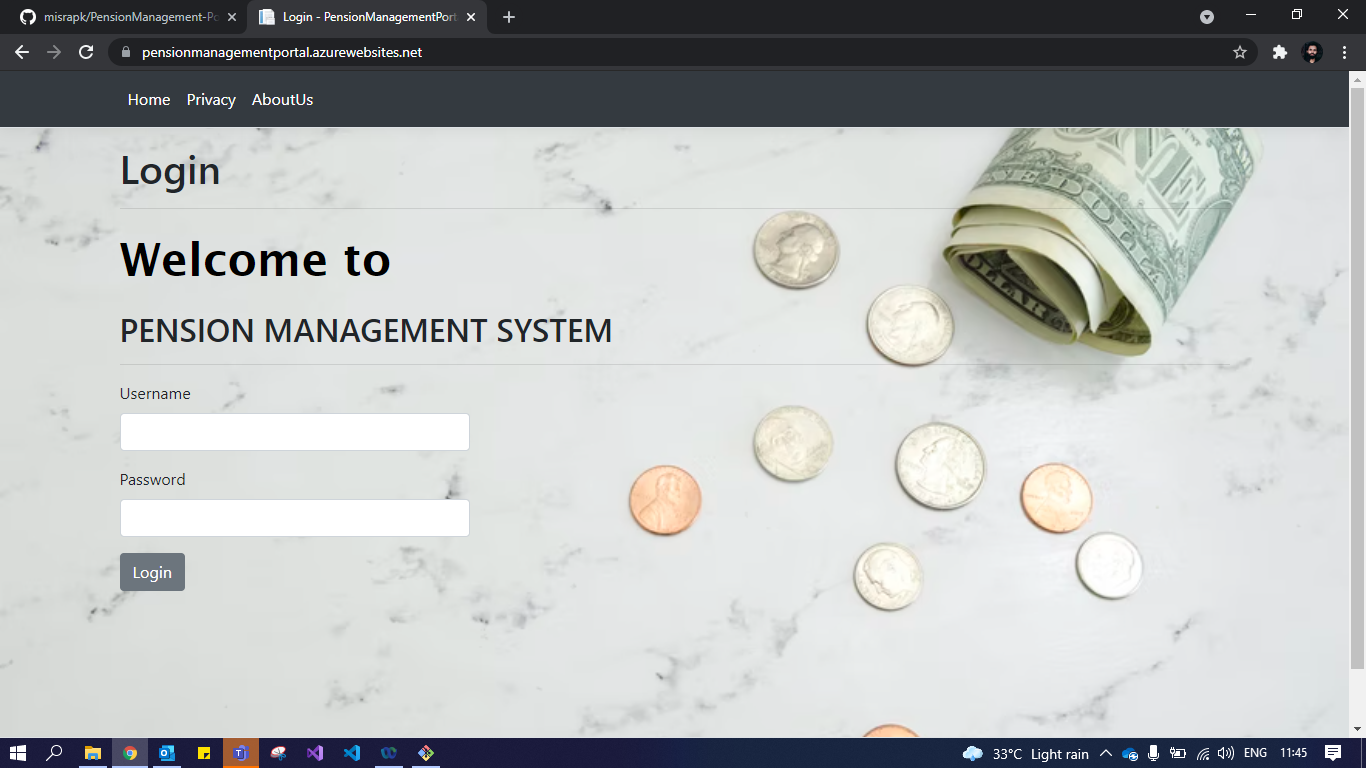 misrapk/PensionManagement-Po
Login - PensionManagementPort
pensionmanagementportal.azurewebsites.net
Home Privacy AboutUs
Login
Welcome to
PENSION MANAGEMENT SYSTEM
Username
Password
Login
33°C Light rain
ENG
11:45